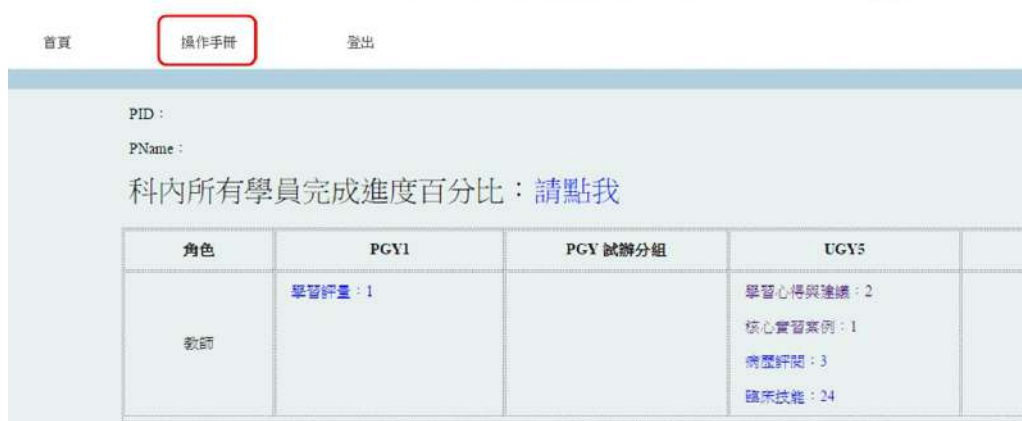 首頁 操作手冊 登出
PID：
PName：
科內所有學員完成進度百分比：請點我
角色 PGY1 PGY 試辦分組 UGY5
教師
學習評量：1
學習心得與建議：2
核心實習案例：1
病歷評閱：3
臨床技能：24